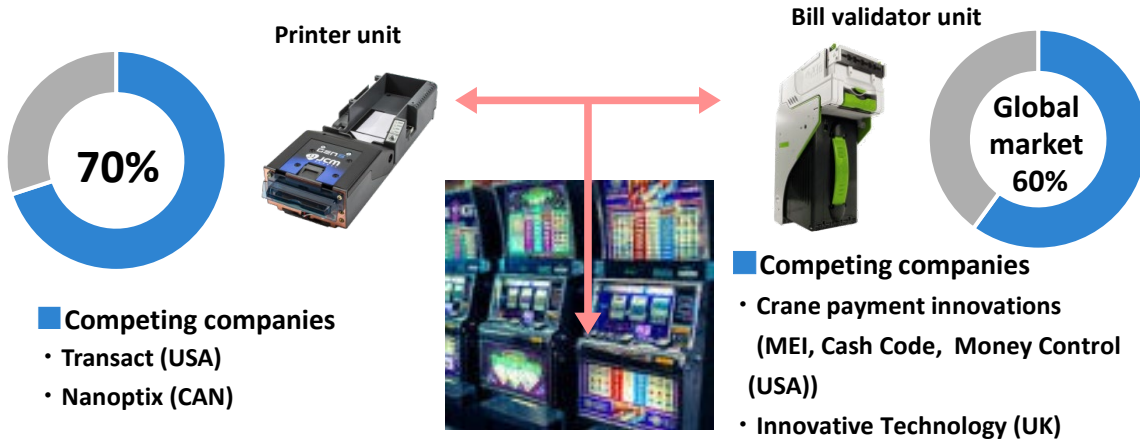 Printer unit
70%
JCM
Competing companies
・Transact (USA)
・Nanoptix (CAN)
Bill validator unit
Global
market
60%
Competing companies
・Crane payment innovations
(MEI, Cash Code,  Money Control
(USA))
・Innovative Technology (UK)